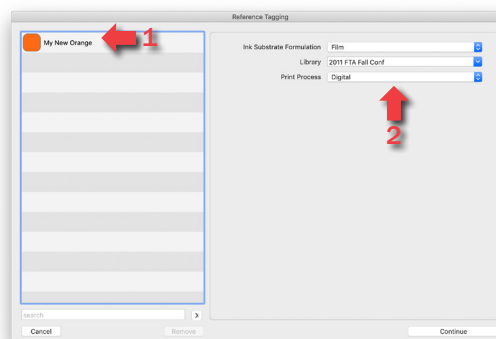 Reference Tagging
My New Orange
1
Ink Substrate Formulation Film
Library 2011 FTA Fall Conf
Print Process Digital
2
search
>
Cancel Remove Continue